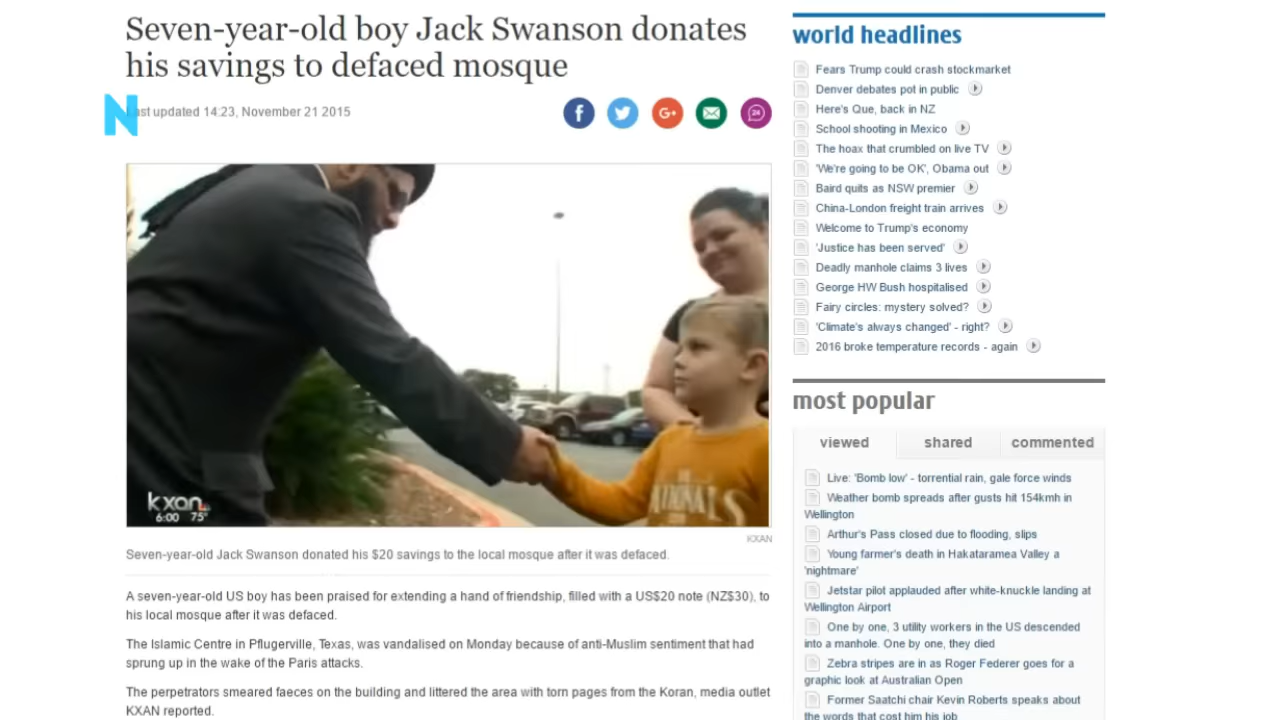 Seven-year-old boy Jack Swanson donates
his savings to defaced mosque
N
ast updated 14:23, November 21 2015
f
G+
kxan
6:00 75°
KXAN
Seven-year-old Jack Swanson donated his $20 savings to the local mosque after it was defaced.
A seven-year-old US boy has been praised for extending a hand of friendship, filled with a US$20 note (NZ$30), to
his local mosque after it was defaced.
The Islamic Centre in Pflugerville, Texas, was vandalised on Monday because of anti-Muslim sentiment that had
sprung up in the wake of the Paris attacks.
The perpetrators smeared faeces on the building and littered the area with torn pages from the Koran, media outlet
KXAN reported.
world headlines
Fears Trump could crash stockmarket
Denver debates pot in public
Here's Que, back in NZ
School shooting in Mexico
The hoax that crumbled on live TV
'We're going to be OK', Obama out
Baird quits as NSW premier
China-London freight train arrives
Welcome to Trump's economy
'Justice has been served'
Deadly manhole claims 3 lives
George HW Bush hospitalised
Fairy circles: mystery solved?
'Climate's always changed' - right?
2016 broke temperature records - again
most popular
viewed shared commented
Live: 'Bomb low' - torrential rain, gale force winds
Weather bomb spreads after gusts hit 154kmh in
Wellington
Arthur's Pass closed due to flooding, slips
Young farmer's death in Hakataramea Valley a
'nightmare'
Jetstar pilot applauded after white-knuckle landing at
Wellington Airport
One by one, 3 utility workers in the US descended
into a manhole. One by one, they died
Zebra stripes are in as Roger Federer goes for a
graphic look at Australian Open
Former Saatchi chair Kevin Roberts speaks about
the words that cost him his job